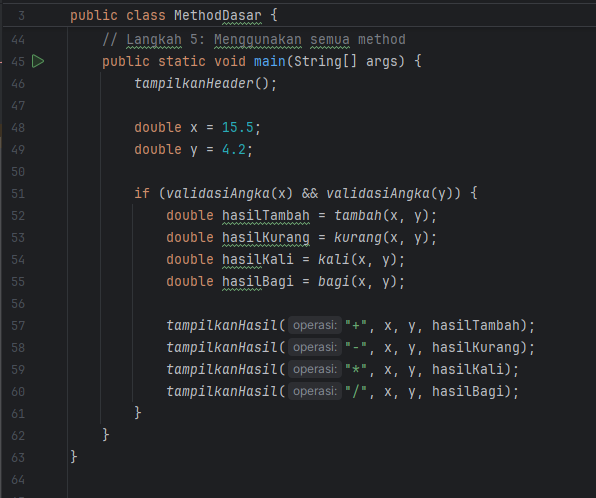 3 public class MethodDasar {
44 // Langkah 5: Menggunakan semua method
45 public static void main(String[] args) {
46 tampilkanHeader();
47
48 double x = 15.5;
49 double y = 4.2;
50
51 if (validasiAngka(x) && validasiAngka(y)) {
52 double hasilTambah = tambah(x, y);
53 double hasilKurang = kurang(x, y);
54 double hasilKali = kali(x, y);
55 double hasilBagi = bagi(x, y);
56
57 tampilkanHasil( operasi: "+", x, y, hasilTambah);
58 tampilkanHasil( operasi: "-", x, y, hasilKurang);
59 tampilkanHasil( operasi: "*", x, y, hasilKali);
60 tampilkanHasil( operasi: "/", x, y, hasilBagi);
61 }
62 }
63 }
64